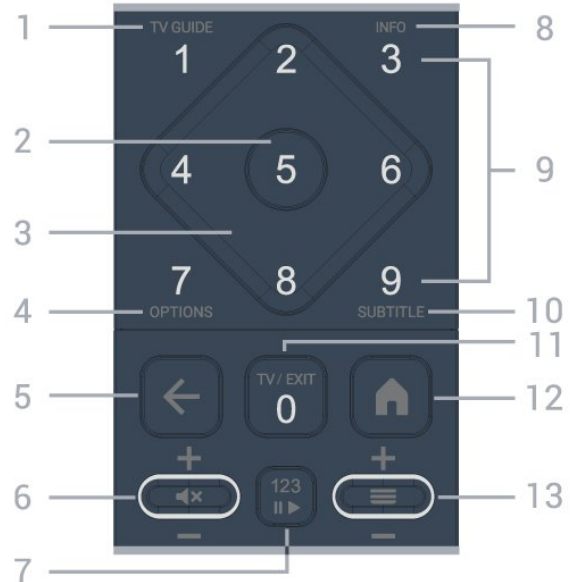 1 TV GUIDE INFO 8
1 2 3
2 4 5 6 9
3
7 8 9
4 OPTIONS SUBTITLE 10
11
5 TV / EXIT 12
0
+ +
6 123 13
− −
7